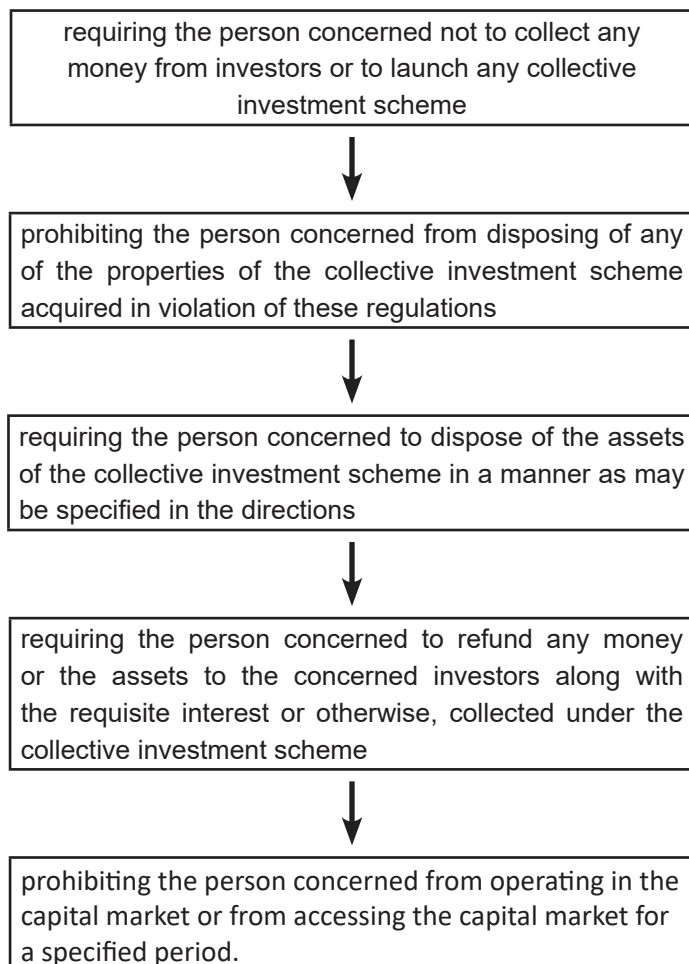 requiring the person concerned not to collect any
money from investors or to launch any collective
investment scheme
prohibiting the person concerned from disposing of any
of the properties of the collective investment scheme
acquired in violation of these regulations
requiring the person concerned to dispose of the assets
of the collective investment scheme in a manner as may
be specified in the directions
requiring the person concerned to refund any money
or the assets to the concerned investors along with
the requisite interest or otherwise, collected under the
collective investment scheme
prohibiting the person concerned from operating in the
capital market or from accessing the capital market for
a specified period.